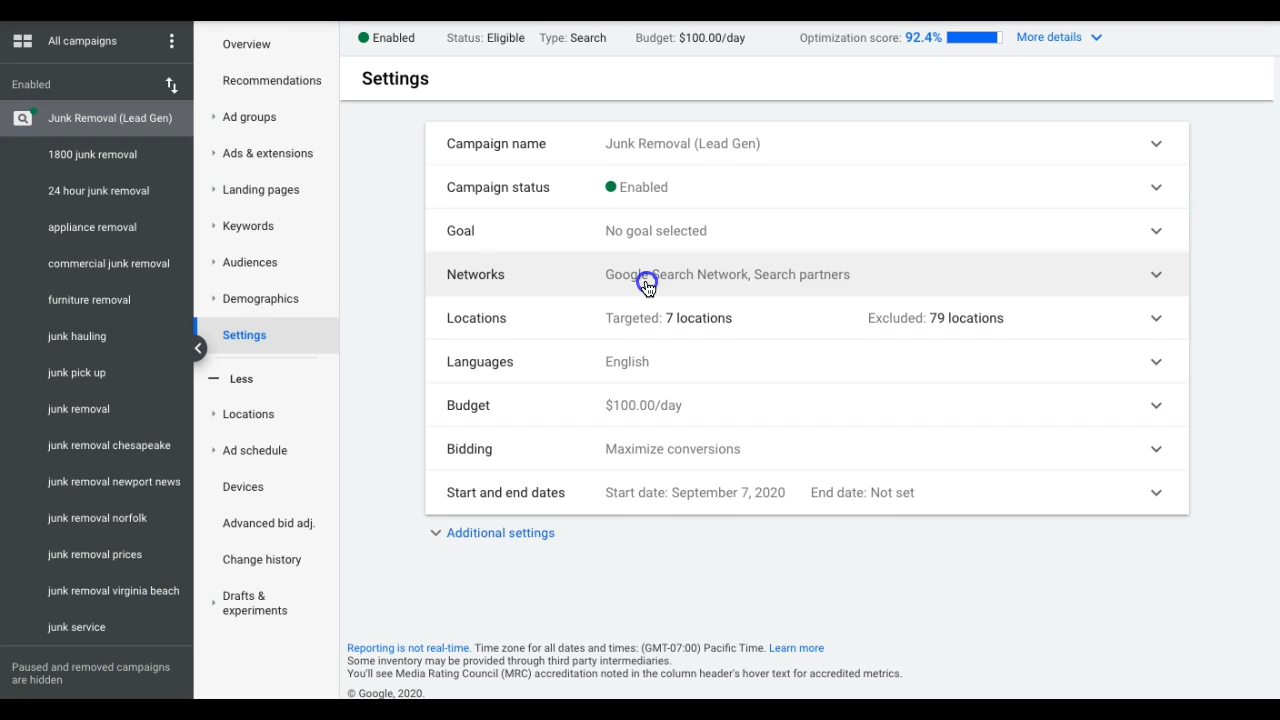 All campaigns
Enabled
Junk Removal (Lead Gen)
1800 junk removal
24 hour junk removal
appliance removal
commercial junk removal
furniture removal
junk hauling
junk pick up
junk removal
junk removal chesapeake
junk removal newport news
junk removal norfolk
junk removal prices
junk removal virginia beach
junk service
Paused and removed campaigns
are hidden
Overview
Recommendations
Ad groups
Ads & extensions
Landing pages
Keywords
Audiences
Demographics
Settings
Less
Locations
Ad schedule
Devices
Advanced bid adj.
Change history
Drafts &
experiments
Enabled Status: Eligible Type: Search Budget: $100.00/day Optimization score: 92.4% More details
Settings
Campaign name Junk Removal (Lead Gen)
Campaign status Enabled
Goal No goal selected
Networks Google Search Network, Search partners
Locations Targeted: 7 locations Excluded: 79 locations
Languages English
Budget $100.00/day
Bidding Maximize conversions
Start and end dates Start date: September 7, 2020 End date: Not set
Additional settings
Reporting is not real-time. Time zone for all dates and times: (GMT-07:00) Pacific Time. Learn more
Some inventory may be provided through third party intermediaries.
You'll see Media Rating Council (MRC) accreditation noted in the column header's hover text for accredited metrics.
© Google, 2020.